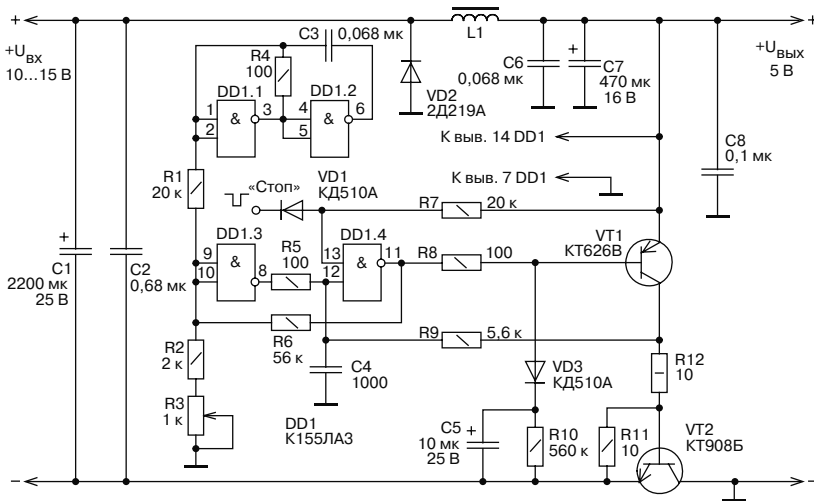 +
+U вх
10...15 В
C3
0,068 мк
R4
100
DD1.1
DD1.2
1
2
&
3
4
5
&
6
L1
VD2
2Д219А
C6
0,068 мк
+
C7
470 мк
16 В
+
+U вых
5 В
К выв. 14 DD1
К выв. 7 DD1
C8
0,1 мк
R1
20 к
«Стоп»
VD1
КД510А
R7
20 к
VT1
КТ626В
+
C1
2200 мк
25 В
C2
0,68 мк
DD1.3
9
10
&
8
R5
100
DD1.4
13
12
&
11
R8
100
R6
56 к
R9
5,6 к
R2
2 к
R3
1 к
C4
1000
DD1
К155ЛА3
VD3
КД510А
R12
10
+
C5
10 мк
25 В
R10
560 к
R11
10
VT2
КТ908Б
−
−